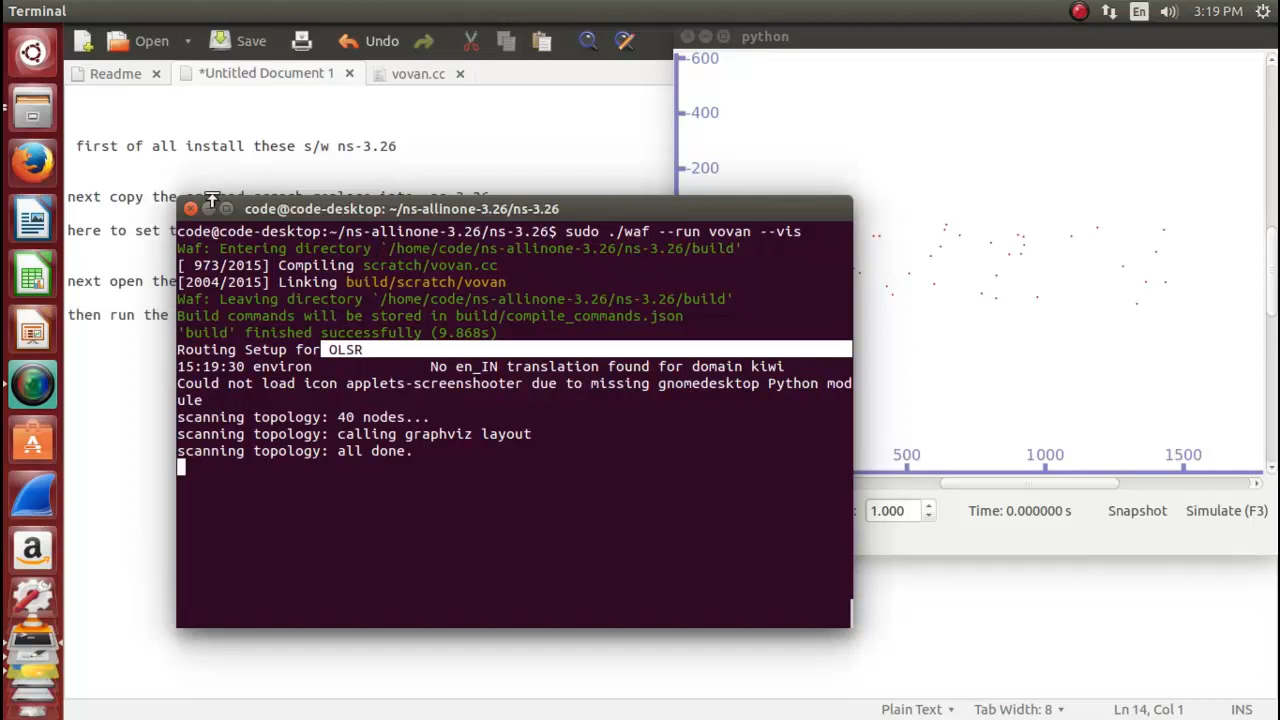 Terminal
En
3:19 PM
Open
Save
Undo
python
Readme
*Untitled Document 1
vovan.cc
-600
-400
-200
first of all install these s/w ns-3.26
next copy the
here to set t
next open the
then run the
code@code-desktop: ~/ns-allinone-3.26/ns-3.26
code@code-desktop:~/ns-allinone-3.26/ns-3.26$ sudo ./waf --run vovan --vis
Waf: Entering directory `/home/code/ns-allinone-3.26/ns-3.26/build'
[ 973/2015] Compiling scratch/vovan.cc
[2004/2015] Linking build/scratch/vovan
Waf: Leaving directory `/home/code/ns-allinone-3.26/ns-3.26/build'
Build commands will be stored in build/compile_commands.json
'build' finished successfully (9.868s)
Routing Setup for OLSR
15:19:30 environ              No en_IN translation found for domain kiwi
Could not load icon applets-screenshooter due to missing gnomedesktop Python mod
ule
scanning topology: 40 nodes...
scanning topology: calling graphviz layout
scanning topology: all done.
500 1000 1500
: 1.000 Time: 0.000000 s Snapshot Simulate (F3)
Plain Text Tab Width: 8 Ln 14, Col 1 INS